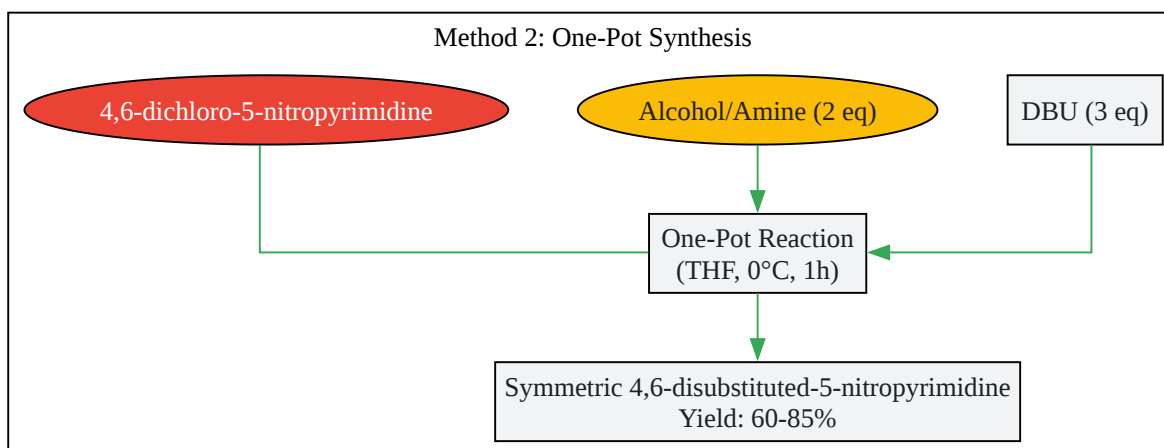 Method 2: One-Pot Synthesis
4,6-dichloro-5-nitropyrimidine
Alcohol/Amine (2 eq)
DBU (3 eq)
One-Pot Reaction
(THF, 0°C, 1h)
Symmetric 4,6-disubstituted-5-nitropyrimidine
Yield: 60-85%